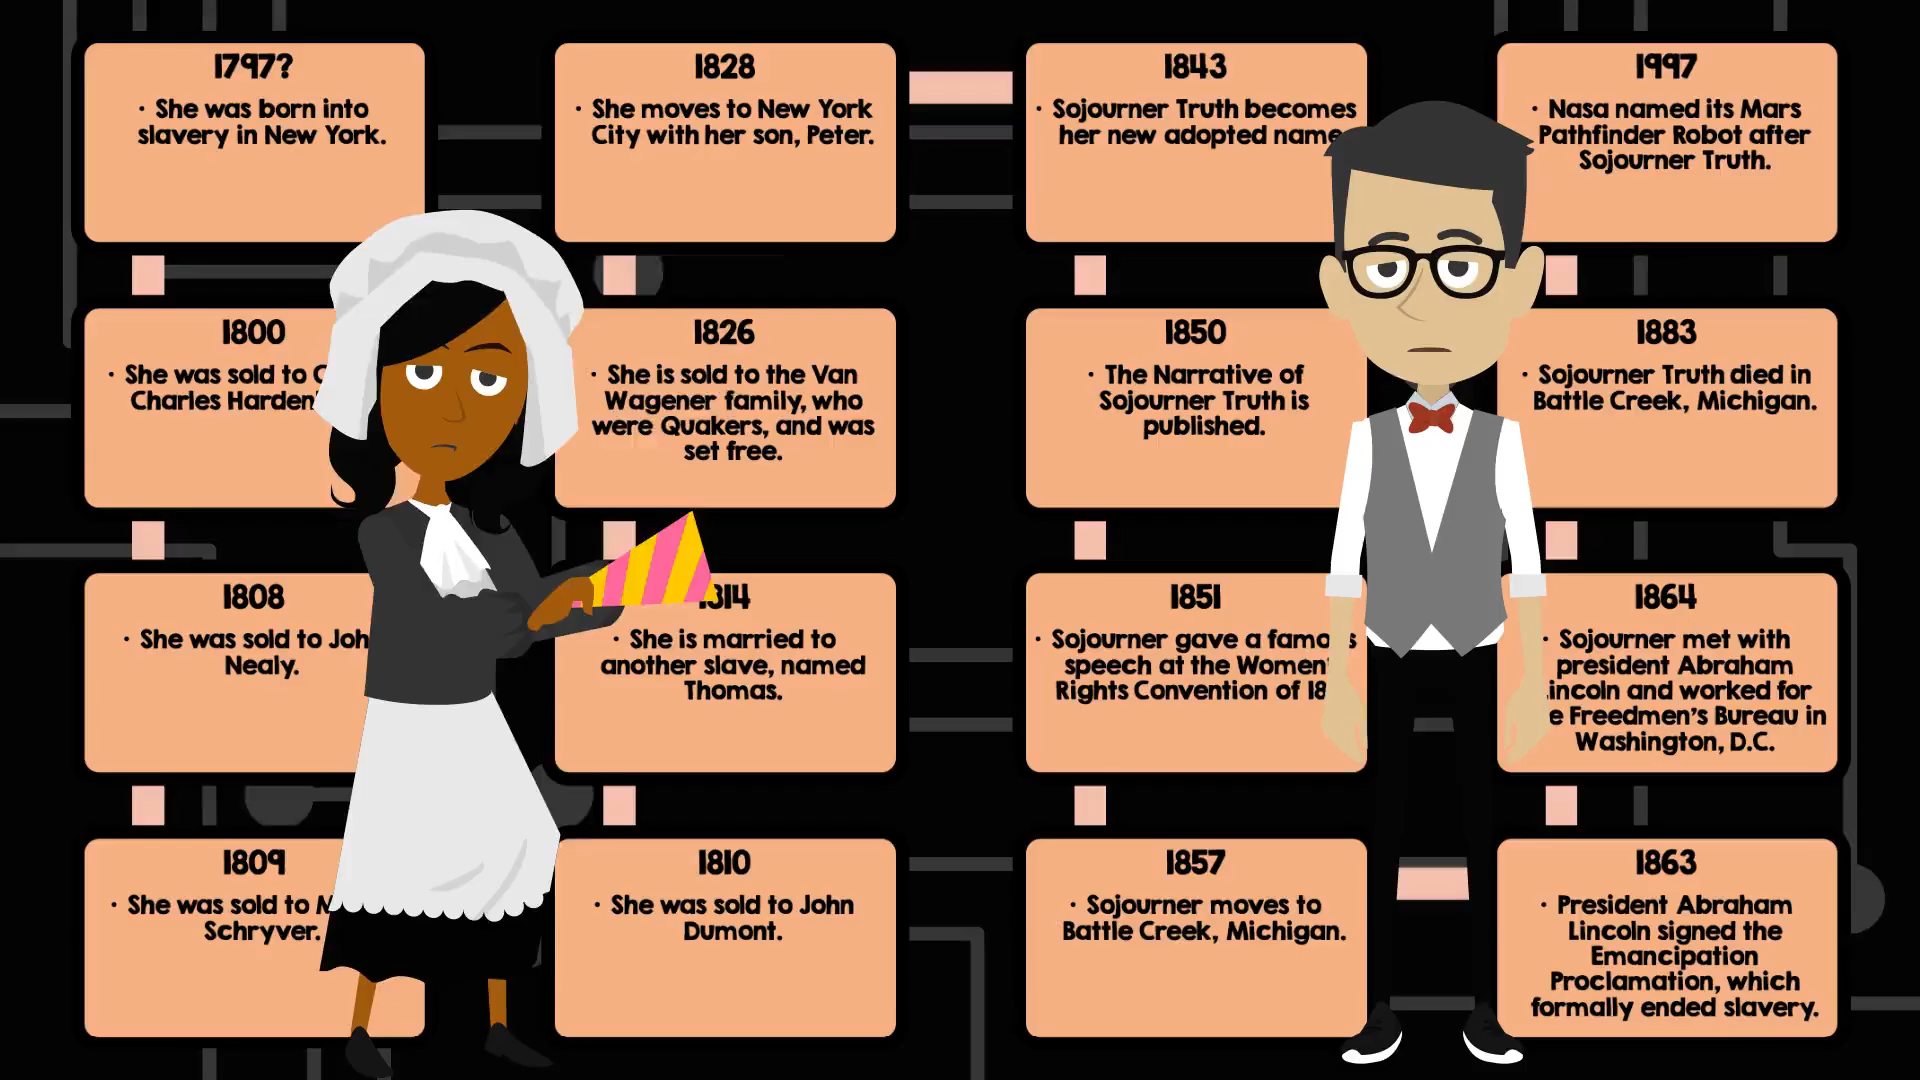 1797?
· She was born into
slavery in New York.
1800
· She was sold to
Charles
1808
· She was sold to
Nealy.
1809
· She was sold to
Schryver.
1810
· She was sold to John
Dumont.
1814
· She is married to
another slave, named
Thomas.
1826
· She is sold to the Van
Wagener family, who
were Quakers, and was
set free.
1828
· She moves to New York
City with her son, Peter.
1843
· Sojourner Truth becomes
her new adopted name
1850
· The Narrative of
Sojourner Truth is
published.
1851
· Sojourner gave a famous
speech at the Women's
Rights Convention of
1857
· Sojourner moves to
Battle Creek, Michigan.
1863
· President Abraham
Lincoln signed the
Emancipation
Proclamation, which
formally ended slavery.
1864
· Sojourner met with
president Abraham
Lincoln and worked for
the Freedmen's Bureau in
Washington, D.C.
1883
· Sojourner Truth died in
Battle Creek, Michigan.
1997
· Nasa named its Mars
Pathfinder Robot after
Sojourner Truth.